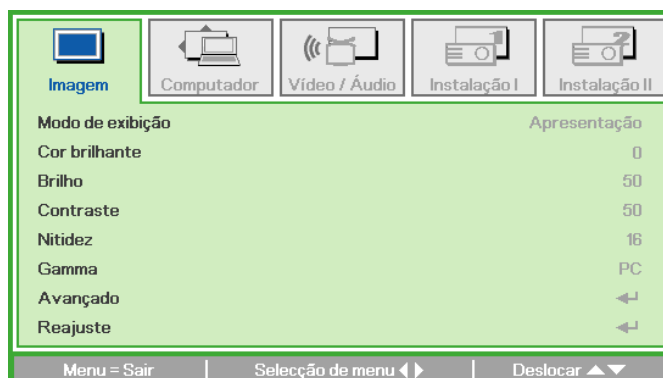 Imagem
Computador
Vídeo / Áudio
Instalação I
Instalação II
Modo de exibição Apresentação
Cor brilhante 0
Brilho 50
Contraste 50
Nitidez 16
Gamma PC
Avançado
Reajuste
Menu = Sair | Selecção de menu | Deslocar